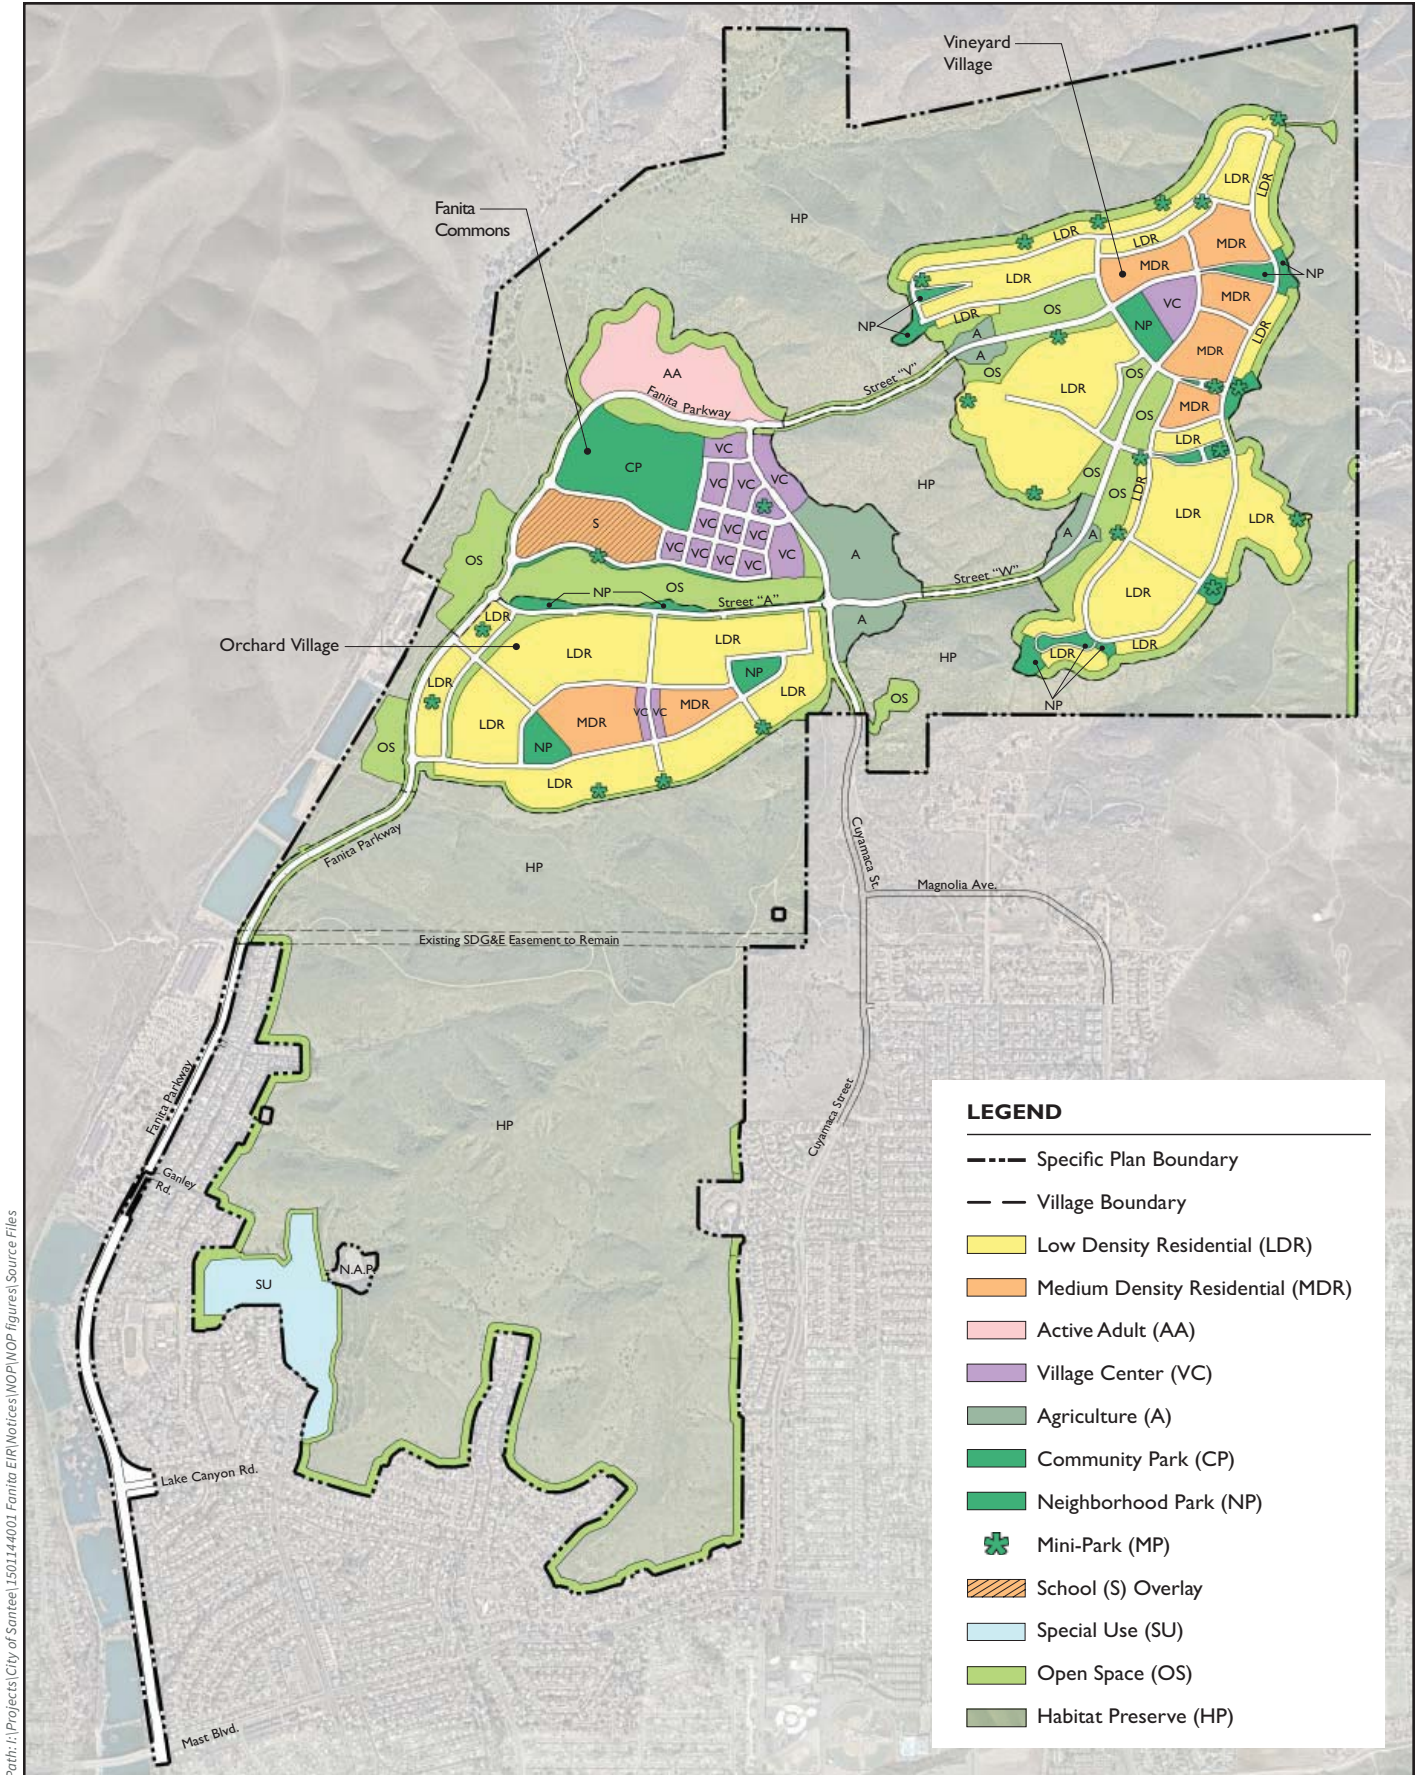 Vineyard
Village
Fanita
Commons
HP
LDR
LDR
MDR
LDR
LDR
MDR
NP
LDR
MDR
VC
OS
LDR
NP
NP
LDR
A
A
OS
MDR
OS
LDR
Street "V"
AA
Fanita Parkway
OS
MDR
LDR
VC
CP
VC
VC
VC
HP
OS
OS
LDR
LDR
LDR
S
VC
VC
VC
VC
VC
VC
VC
VC
A
A
A
OS
OS
Street "W"
NP
Street "A"
LDR
A
LDR
Orchard Village
LDR
LDR
HP
LDR
LDR
NP
LDR
NP
LDR
LDR
MDR
VC
VC
MDR
OS
OS
NP
LDR
Fanita Parkway
HP
Cuyamaca St.
Magnolia Ave.
Existing SDG&E Easement to Remain
Fanita Parkway
HP
Cuyamaca Street
Ganley
Rd.
SU
N.A.P.
Lake Canyon Rd.
Mast Blvd.
LEGEND
Specific Plan Boundary
Village Boundary
Low Density Residential (LDR)
Medium Density Residential (MDR)
Active Adult (AA)
Village Center (VC)
Agriculture (A)
Community Park (CP)
Neighborhood Park (NP)
Mini-Park (MP)
School (S) Overlay
Special Use (SU)
Open Space (OS)
Habitat Preserve (HP)
Path: I:\Projects\City of Santee\1501144001 Fanita EIR\Notices\NOP\NOP figures\Source Files